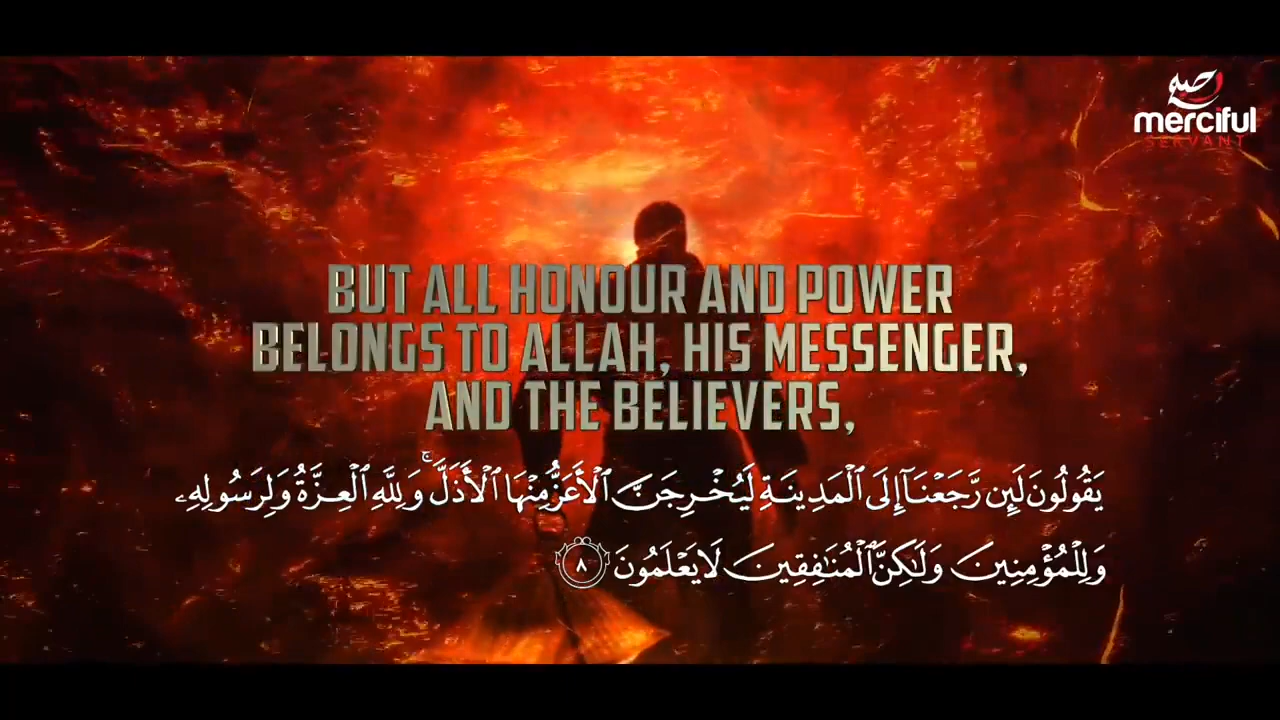 merciful
SERVANT
BUT ALL HONOUR AND POWER
BELONGS TO ALLAH, HIS MESSENGER,
AND THE BELIEVERS,
يَقُولُونَ لَئِن رَّجَعْنَآ إِلَى ٱلْمَدِينَةِ لَيُخْرِجَنَّ ٱلْأَعَزُّ مِنْهَا ٱلْأَذَلَّ ۚ وَلِلَّهِ ٱلْعِزَّةُ وَلِرَسُولِهِۦ
وَلِلْمُؤْمِنِينَ وَلَٰكِنَّ ٱلْمُنَٰفِقِينَ لَا يَعْلَمُونَ ٨